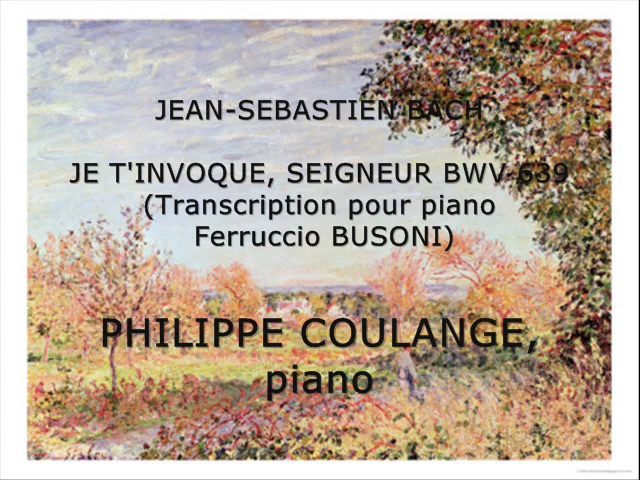 JEAN-SEBASTIEN BACH
JE T'INVOQUE, SEIGNEUR BWV 639
(Transcription pour piano
Ferruccio BUSONI)
PHILIPPE COULANGE,
piano